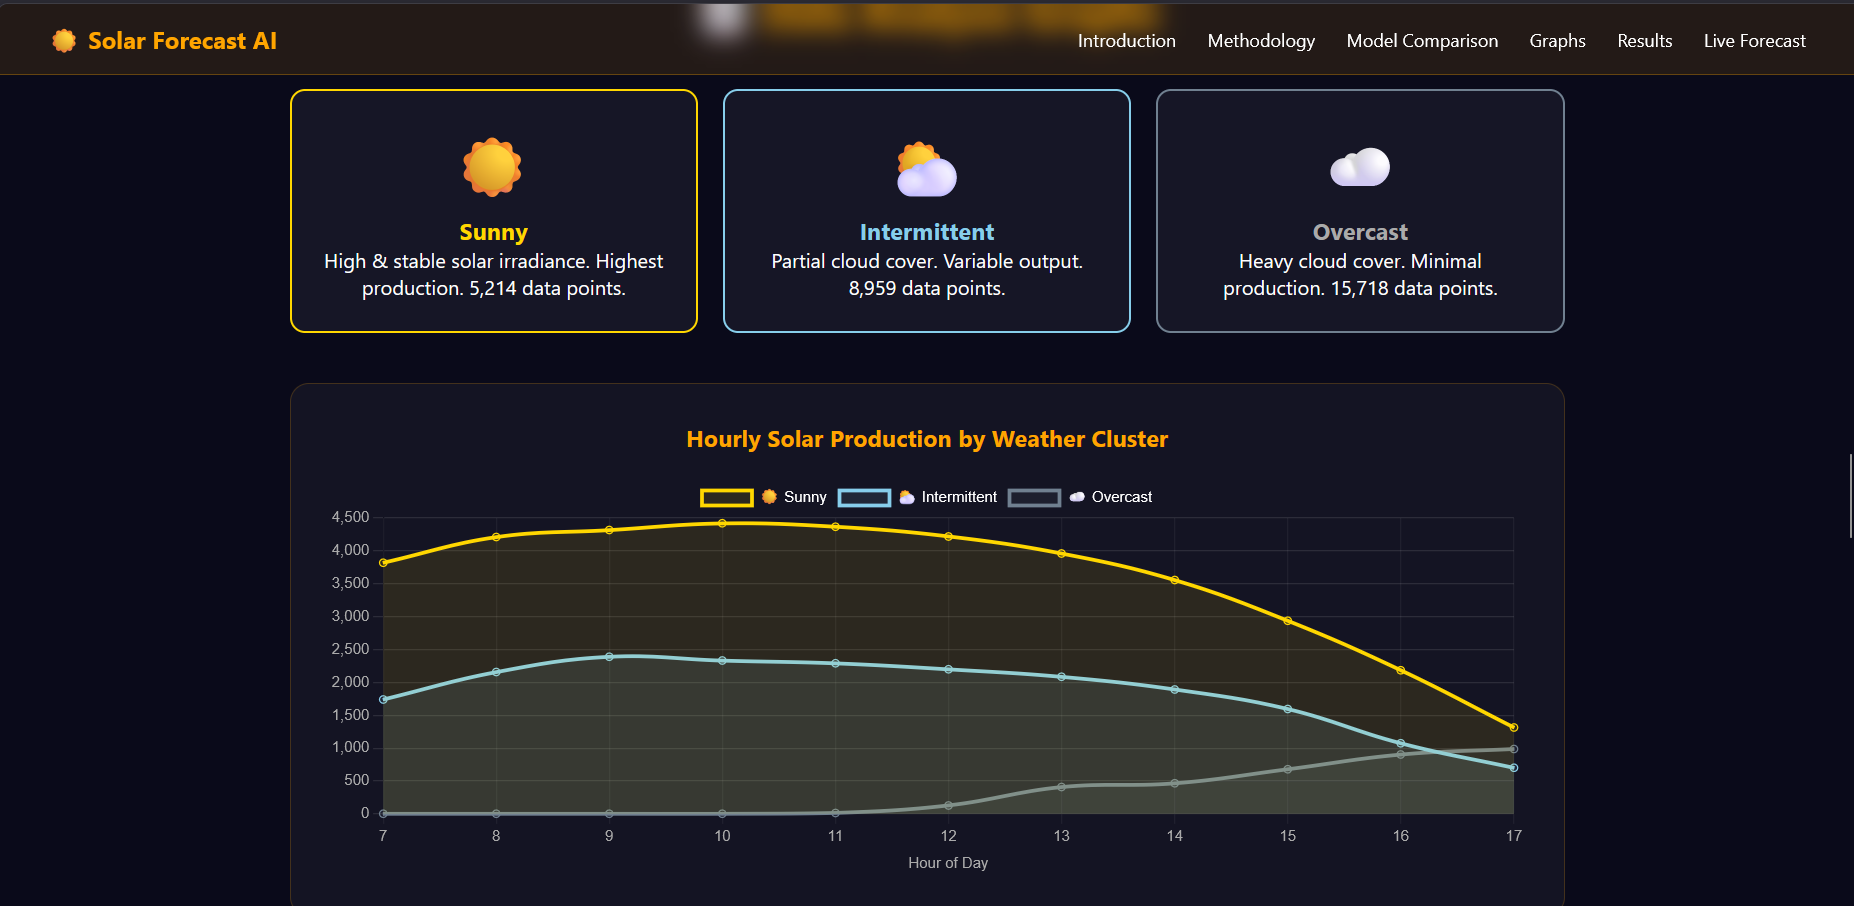 Solar Forecast AI
Introduction
Methodology
Model Comparison
Graphs
Results
Live Forecast
Sunny
High & stable solar irradiance. Highest
production. 5,214 data points.
Intermittent
Partial cloud cover. Variable output.
8,959 data points.
Overcast
Heavy cloud cover. Minimal
production. 15,718 data points.
Hourly Solar Production by Weather Cluster
Sunny
Intermittent
Overcast
4,500
4,000
3,500
3,000
2,500
2,000
1,500
1,000
500
0
7
8
9
10
11
12
13
14
15
16
17
Hour of Day